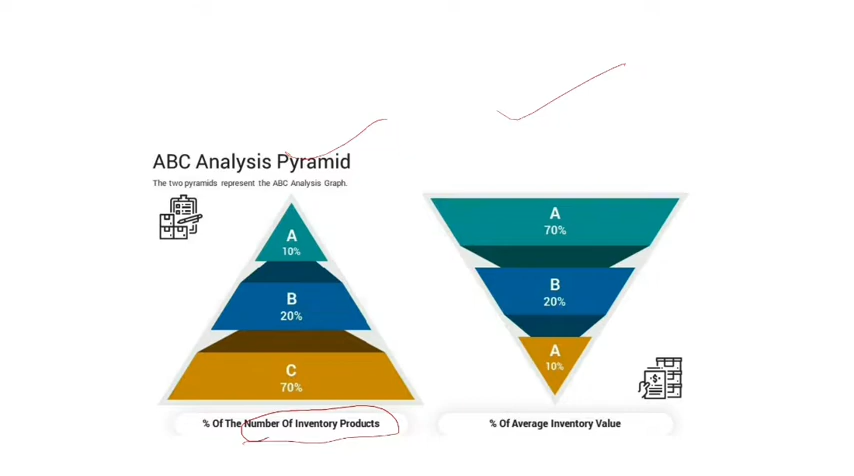 ABC Analysis Pyramid
The two pyramids represent the ABC Analysis Graph.
A
10%
B
20%
C
70%
% Of The Number Of Inventory Products
A
70%
B
20%
A
10%
% Of Average Inventory Value